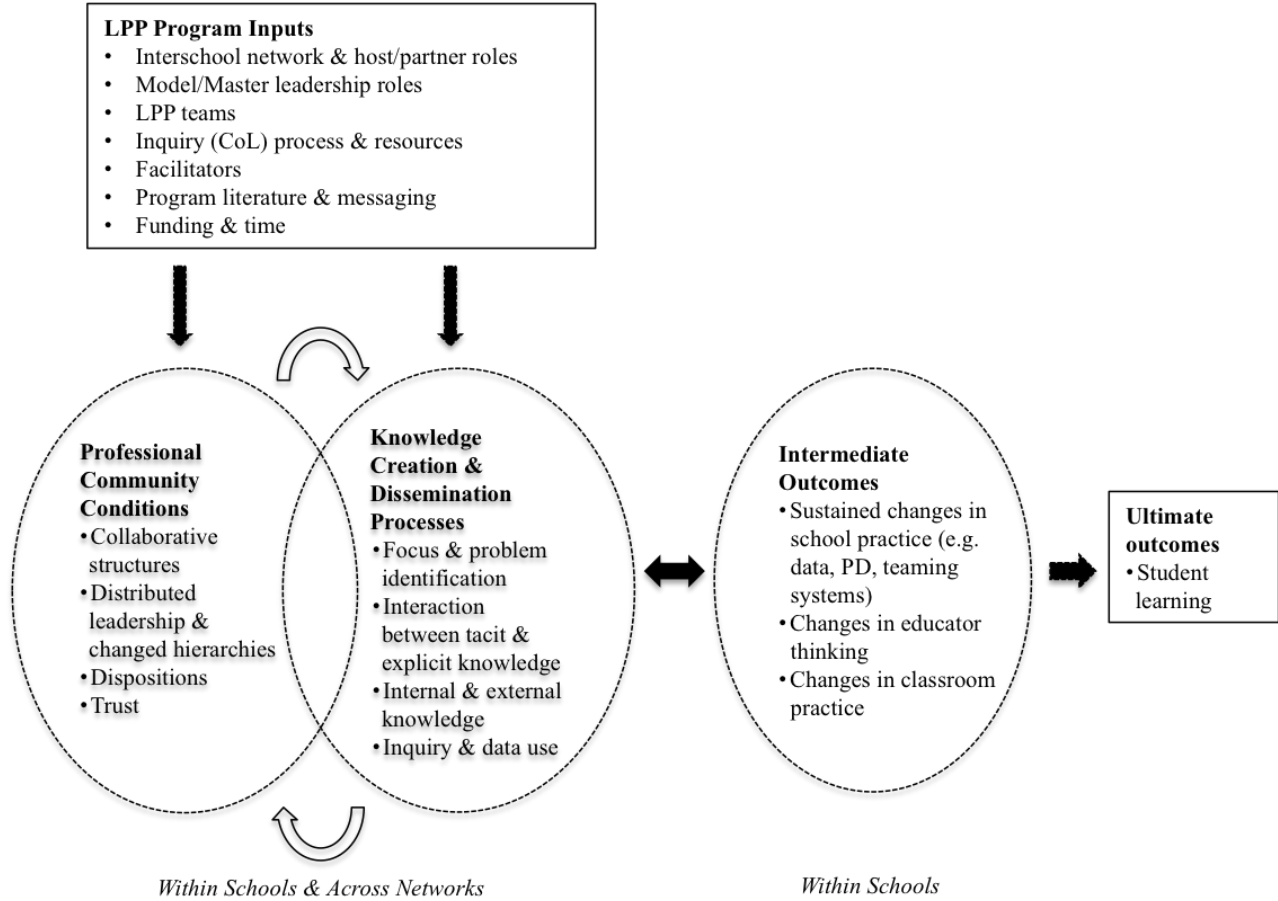 LPP Program Inputs
• Interschool network & host/partner roles
• Model/Master leadership roles
• LPP teams
• Inquiry (CoL) process & resources
• Facilitators
• Program literature & messaging
• Funding & time
Professional
Community
Conditions
• Collaborative
structures
• Distributed
leadership &
changed hierarchies
• Dispositions
• Trust
Knowledge
Creation &
Dissemination
Processes
• Focus & problem
identification
• Interaction
between tacit &
explicit knowledge
• Internal & external
knowledge
• Inquiry & data use
Intermediate
Outcomes
• Sustained changes in
school practice (e.g.
data, PD, teaming
systems)
• Changes in educator
thinking
• Changes in classroom
practice
Ultimate
outcomes
• Student
learning
Within Schools & Across Networks
Within Schools